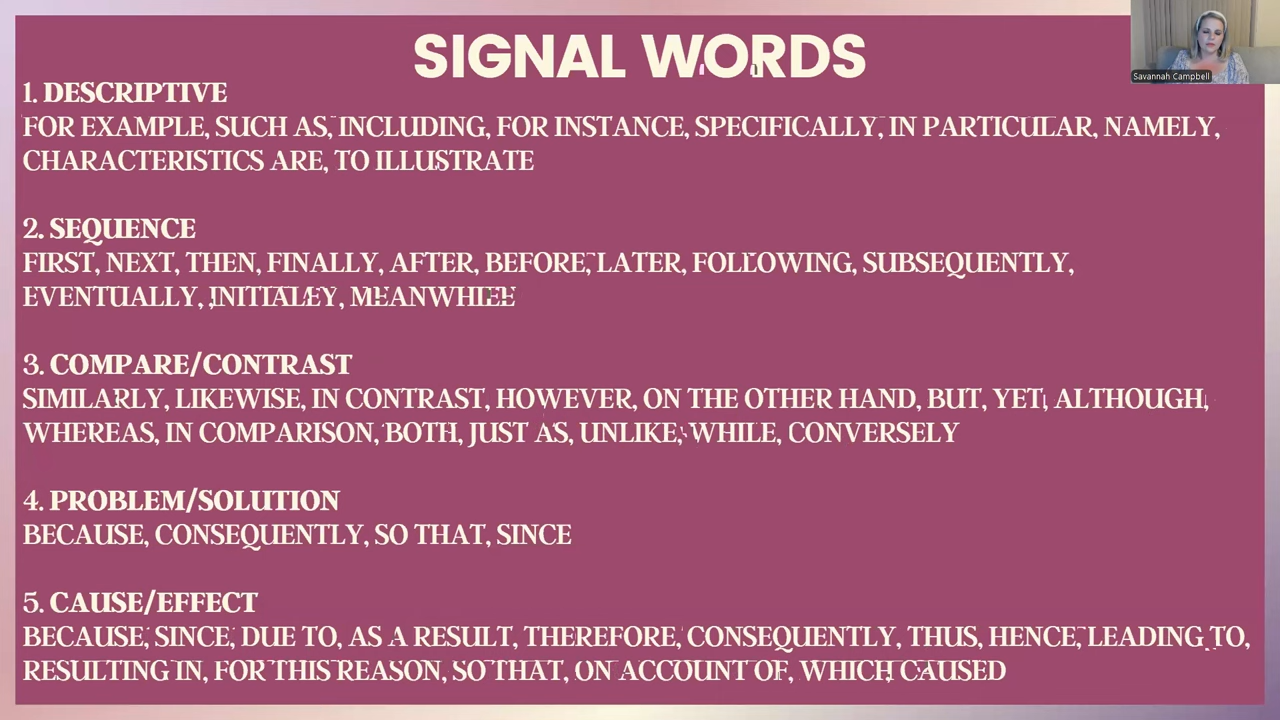 SIGNAL WORDS
Savannah Campbell
1. DESCRIPTIVE
FOR EXAMPLE, SUCH AS, INCLUDING, FOR INSTANCE, SPECIFICALLY, IN PARTICULAR, NAMELY,
CHARACTERISTICS ARE, TO ILLUSTRATE
2. SEQUENCE
FIRST, NEXT, THEN, FINALLY, AFTER, BEFORE, LATER, FOLLOWING, SUBSEQUENTLY,
EVENTUALLY, INITIALLY, MEANWHILE
3. COMPARE/CONTRAST
SIMILARLY, LIKEWISE, IN CONTRAST, HOWEVER, ON THE OTHER HAND, BUT, YET, ALTHOUGH,
WHEREAS, IN COMPARISON, BOTH, JUST AS, UNLIKE, WHILE, CONVERSELY
4. PROBLEM/SOLUTION
BECAUSE, CONSEQUENTLY, SO THAT, SINCE
5. CAUSE/EFFECT
BECAUSE, SINCE, DUE TO, AS A RESULT, THEREFORE, CONSEQUENTLY, THUS, HENCE, LEADING TO,
RESULTING IN, FOR THIS REASON, SO THAT, ON ACCOUNT OF, WHICH CAUSED